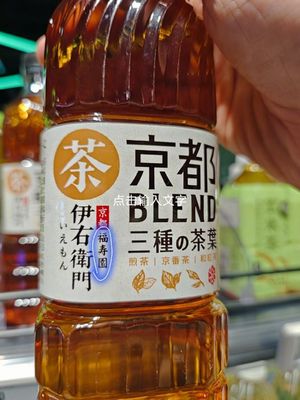 茶
京都
BLEND
点击输入文字
三種の茶葉
煎茶 | 京番茶 | 和紅茶
京都
福寿園
伊右衛門
いえもん